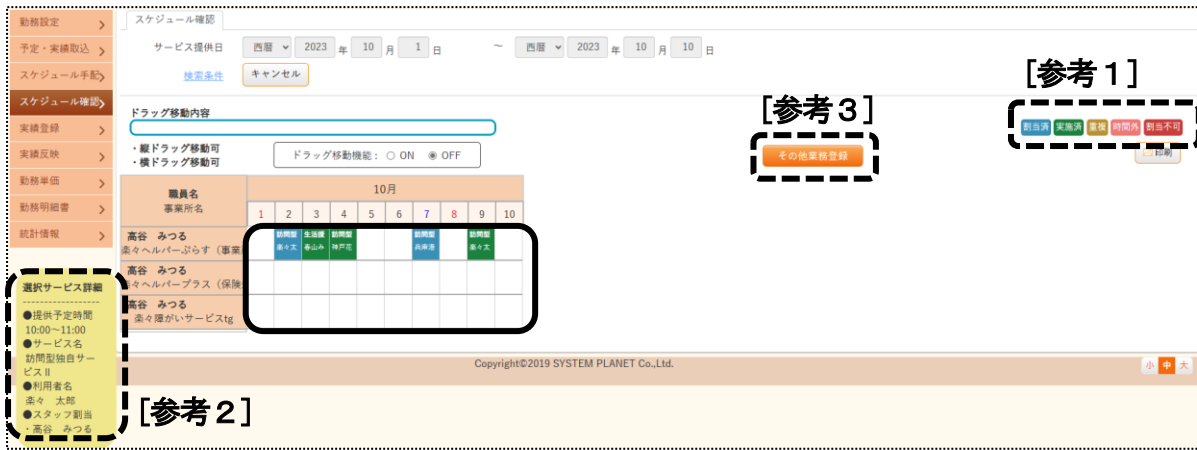 勤務設定
予定・実績取込
スケジュール手配
スケジュール確認
実績登録
実績反映
勤務単価
勤務明細書
統計情報
スケジュール確認
サービス提供日 西暦 2023 年 10 月 1 日 ～ 西暦 2023 年 10 月 10 日
検索条件 キャンセル
ドラッグ移動内容
・縦ドラッグ移動可
・横ドラッグ移動可
ドラッグ移動機能： ON OFF
[参考３]
その他業務登録
[参考１]
割当済 実施済 重複 時間外 割当不可
印刷
職員名
事業所名
10月
1 2 3 4 5 6 7 8 9 10
高谷 みつる
楽々ヘルパーぷらす（事業
訪問型 生活援 訪問型 訪問型 訪問型
楽々太 春山み 神戸花 兵庫港 楽々太
高谷 みつる
楽々ヘルパープラス（保険
高谷 みつる
楽々障がいサービスtg
選択サービス詳細
------------------
●提供予定時間
10:00～11:00
●サービス名
訪問型独自サー
ビスⅡ
●利用者名
楽々 太郎
●スタッフ割当
・高谷 みつる
[参考２]
Copyright©2019 SYSTEM PLANET Co.,Ltd.
小 中 大